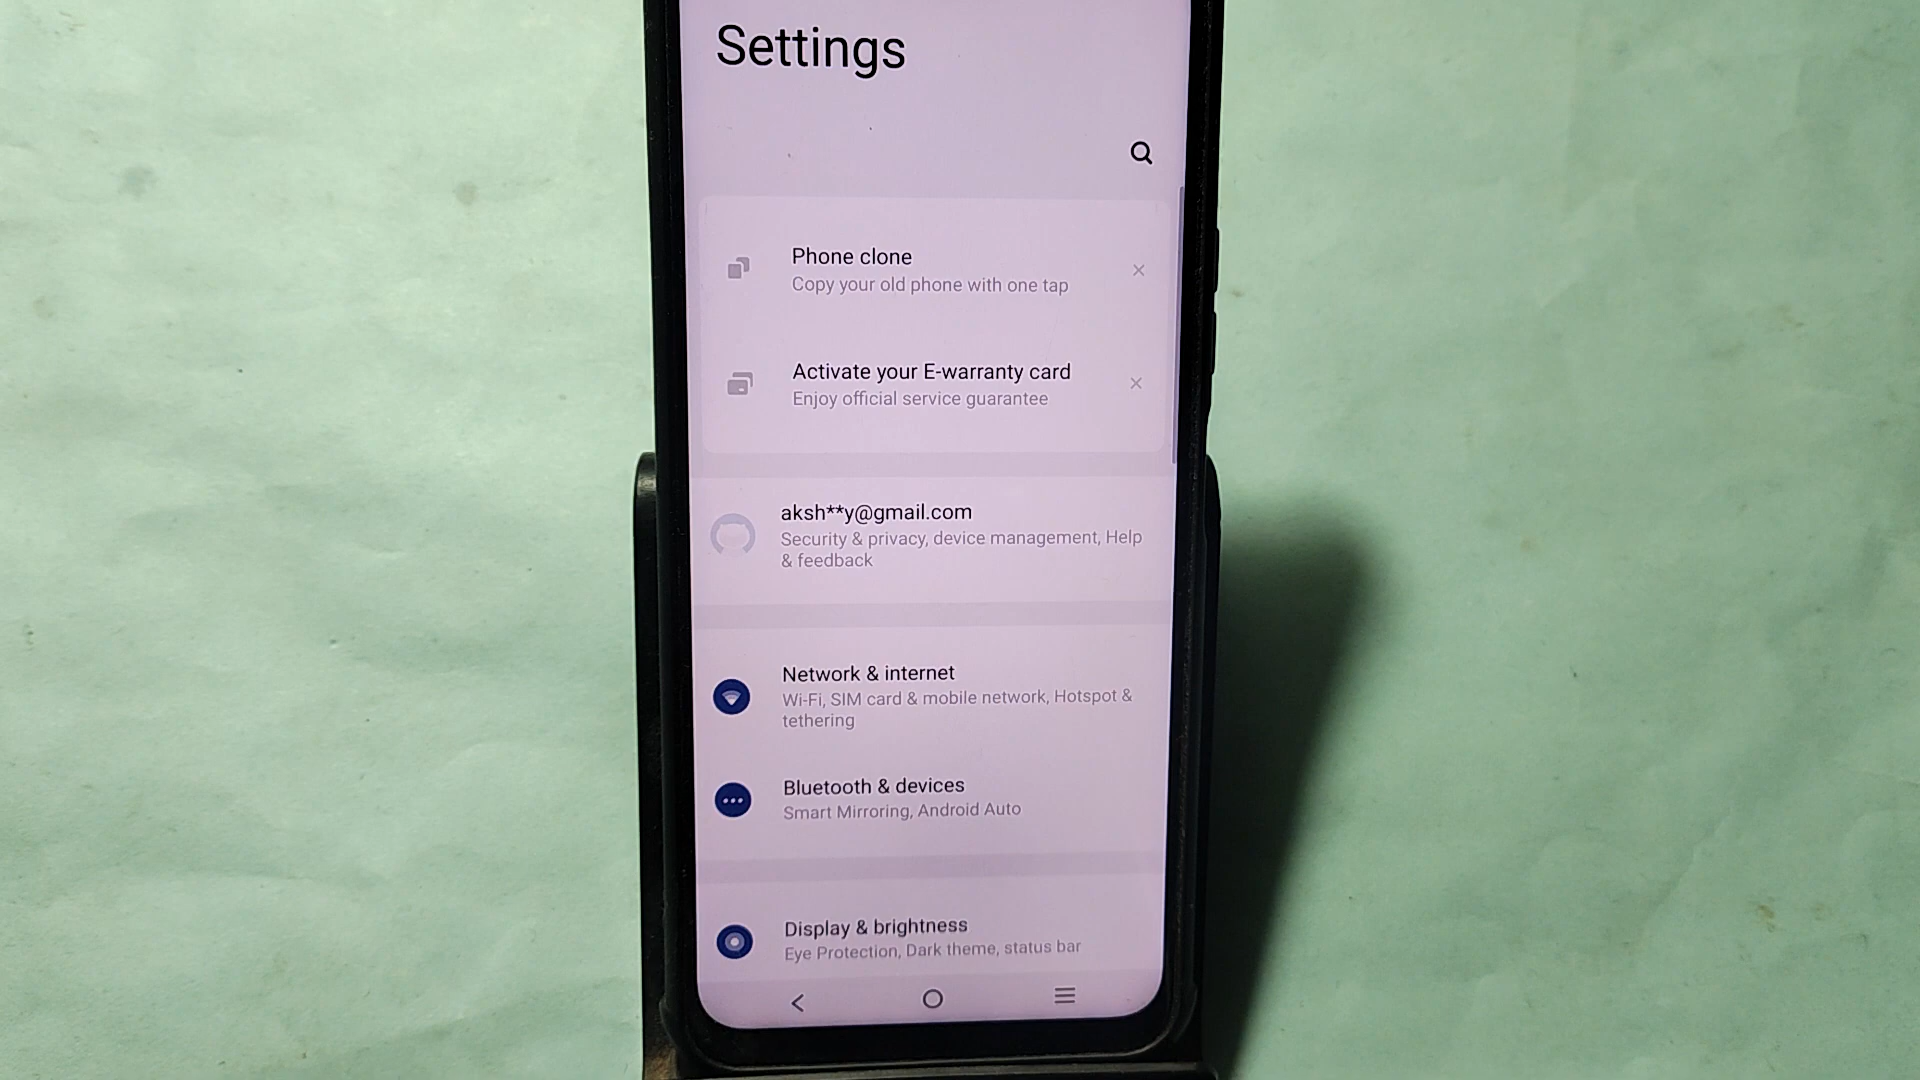 Settings
Phone clone
Copy your old phone with one tap
Activate your E-warranty card
Enjoy official service guarantee
aksh**y@gmail.com
Security & privacy, device management, Help
& feedback
Network & internet
Wi-Fi, SIM card & mobile network, Hotspot &
tethering
Bluetooth & devices
Smart Mirroring, Android Auto
Display & brightness
Eye Protection, Dark theme, status bar